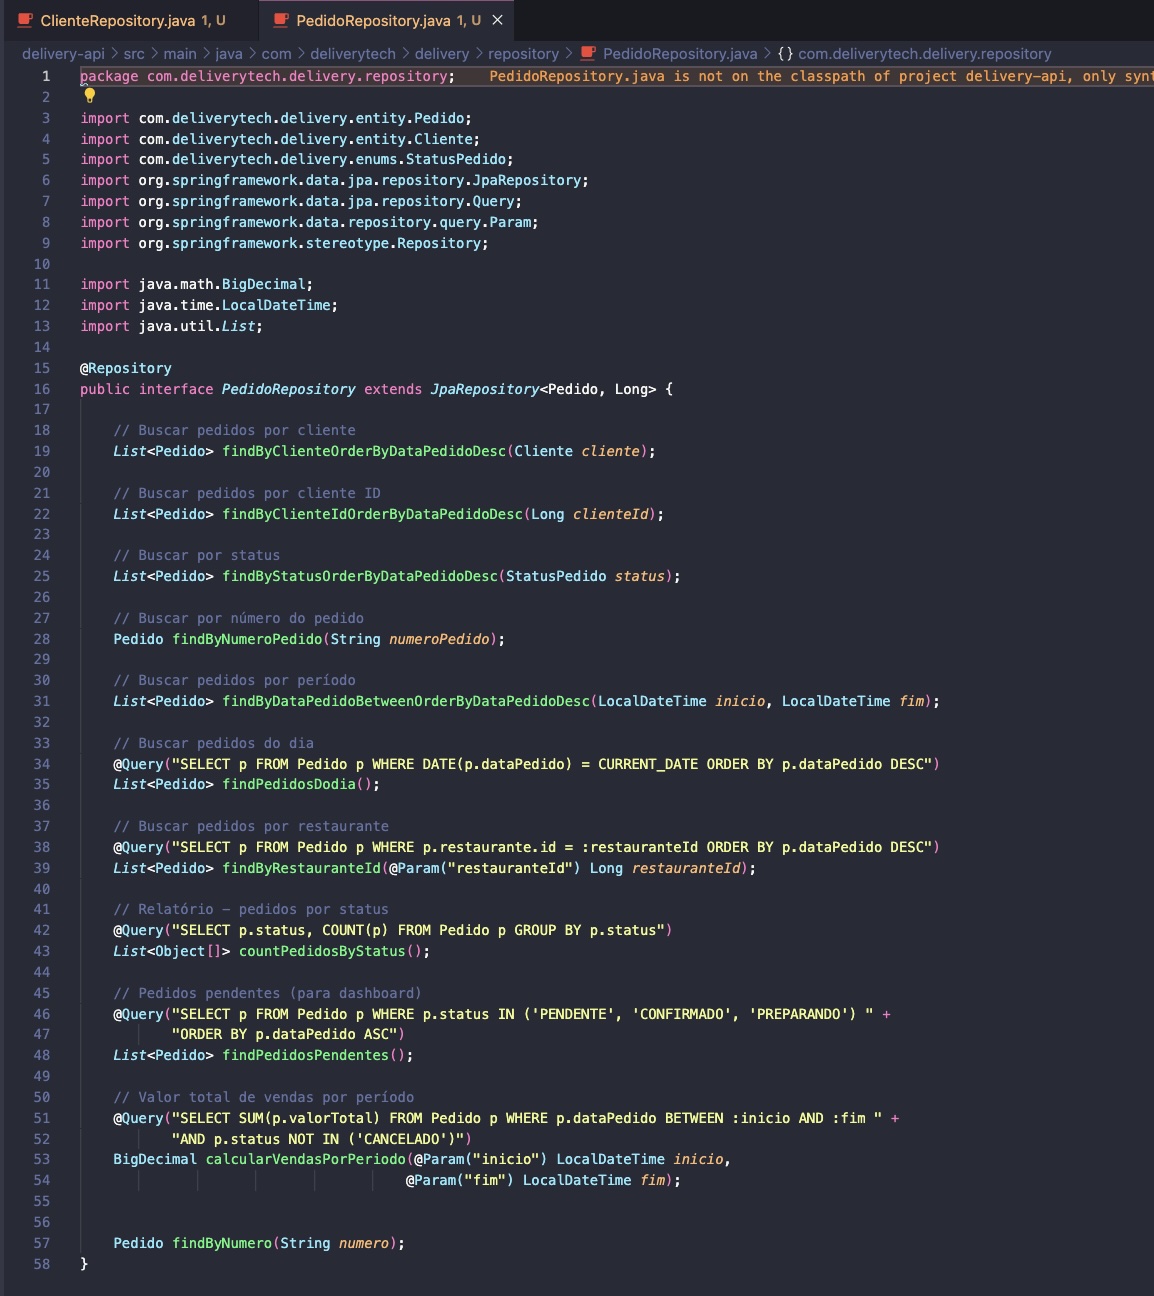 ClienteRepository.java 1, U
PedidoRepository.java 1, U ×
delivery-api > src > main > java > com > deliverytech > delivery > repository > PedidoRepository.java > {} com.deliverytech.delivery.repository
1 package com.deliverytech.delivery.repository; PedidoRepository.java is not on the classpath of project delivery-api, only synt
2
3 import com.deliverytech.delivery.entity.Pedido;
4 import com.deliverytech.delivery.entity.Cliente;
5 import com.deliverytech.delivery.enums.StatusPedido;
6 import org.springframework.data.jpa.repository.JpaRepository;
7 import org.springframework.data.jpa.repository.Query;
8 import org.springframework.data.repository.query.Param;
9 import org.springframework.stereotype.Repository;
10
11 import java.math.BigDecimal;
12 import java.time.LocalDateTime;
13 import java.util.List;
14
15 @Repository
16 public interface PedidoRepository extends JpaRepository<Pedido, Long> {
17
18 // Buscar pedidos por cliente
19 List<Pedido> findByClienteOrderByDataPedidoDesc(Cliente cliente);
20
21 // Buscar pedidos por cliente ID
22 List<Pedido> findByClienteIdOrderByDataPedidoDesc(Long clienteId);
23
24 // Buscar por status
25 List<Pedido> findByStatusOrderByDataPedidoDesc(StatusPedido status);
26
27 // Buscar por número do pedido
28 Pedido findByNumeroPedido(String numeroPedido);
29
30 // Buscar pedidos por período
31 List<Pedido> findByDataPedidoBetweenOrderByDataPedidoDesc(LocalDateTime inicio, LocalDateTime fim);
32
33 // Buscar pedidos do dia
34 @Query("SELECT p FROM Pedido p WHERE DATE(p.dataPedido) = CURRENT_DATE ORDER BY p.dataPedido DESC")
35 List<Pedido> findPedidosDodia();
36
37 // Buscar pedidos por restaurante
38 @Query("SELECT p FROM Pedido p WHERE p.restaurante.id = :restauranteId ORDER BY p.dataPedido DESC")
39 List<Pedido> findByRestauranteId(@Param("restauranteId") Long restauranteId);
40
41 // Relatório - pedidos por status
42 @Query("SELECT p.status, COUNT(p) FROM Pedido p GROUP BY p.status")
43 List<Object[]> countPedidosByStatus();
44
45 // Pedidos pendentes (para dashboard)
46 @Query("SELECT p FROM Pedido p WHERE p.status IN ('PENDENTE', 'CONFIRMADO', 'PREPARANDO') " +
47 "ORDER BY p.dataPedido ASC")
48 List<Pedido> findPedidosPendentes();
49
50 // Valor total de vendas por período
51 @Query("SELECT SUM(p.valorTotal) FROM Pedido p WHERE p.dataPedido BETWEEN :inicio AND :fim " +
52 "AND p.status NOT IN ('CANCELADO')")
53 BigDecimal calcularVendasPorPeriodo(@Param("inicio") LocalDateTime inicio,
54 @Param("fim") LocalDateTime fim);
55
56
57 Pedido findByNumero(String numero);
58 }